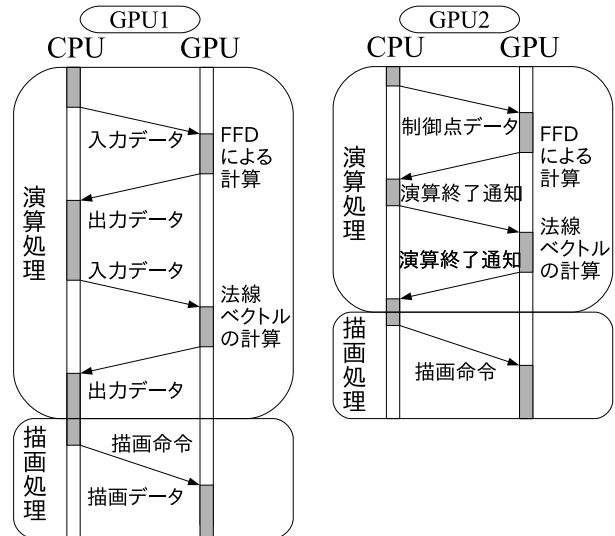 GPU1
CPU GPU
演算処理
入力データ
FFD
による
計算
出力データ
入力データ
法線
ベクトル
の計算
出力データ
描画処理
描画命令
描画データ
GPU2
CPU GPU
演算処理
制御点データ
FFD
による
計算
演算終了通知
法線
ベクトル
の計算
演算終了通知
描画処理
描画命令